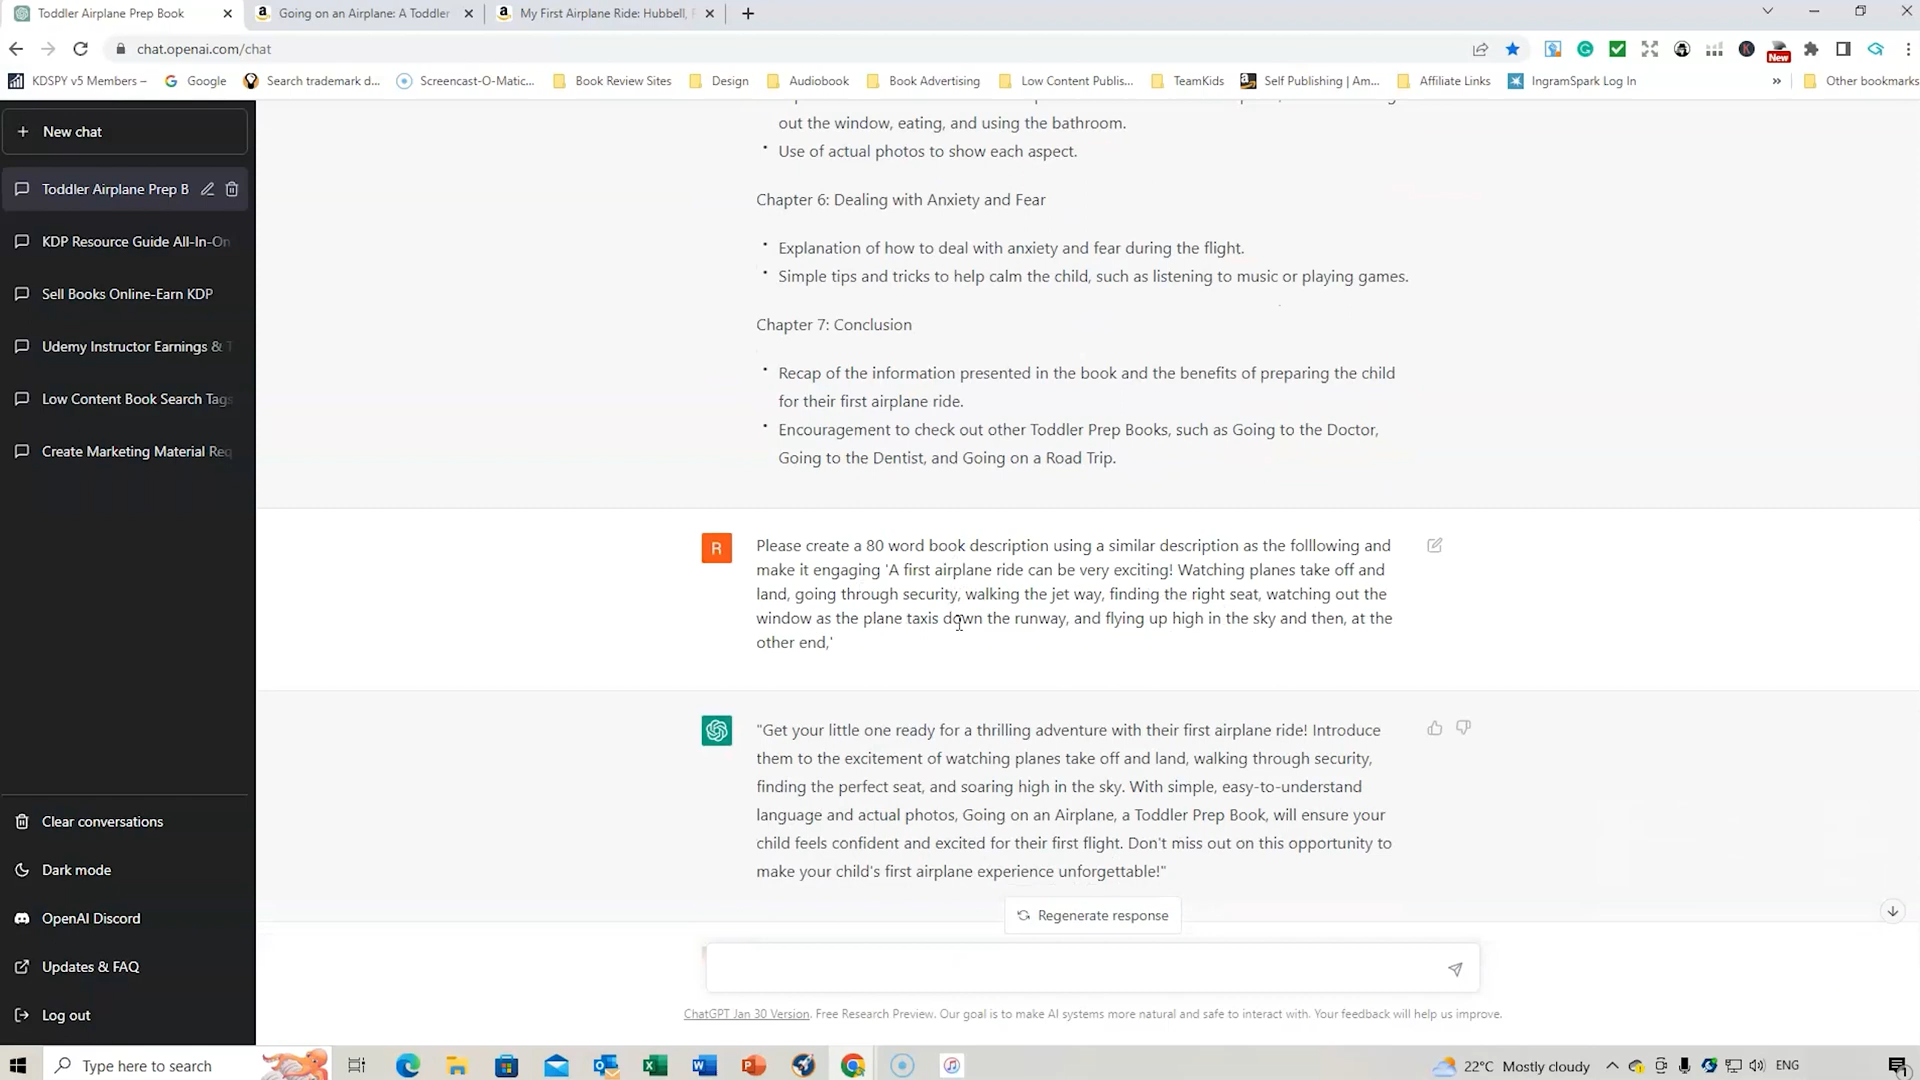 Toddler Airplane Prep Book
Going on an Airplane: A Toddler
My First Airplane Ride: Hubbell,
chat.openai.com/chat
New
KDSPY v5 Members –
Google
Search trademark d...
Screencast-O-Matic...
Book Review Sites
Design
Audiobook
Book Advertising
Low Content Publis...
TeamKids
Self Publishing | Am...
Affiliate Links
IngramSpark Log In
»
Other bookmarks
New chat
Toddler Airplane Prep B
KDP Resource Guide All-In-On
Sell Books Online-Earn KDP
Udemy Instructor Earnings & T
Low Content Book Search Tags
Create Marketing Material Req
Clear conversations
Dark mode
OpenAI Discord
Updates & FAQ
Log out
out the window, eating, and using the bathroom.
• Use of actual photos to show each aspect.
Chapter 6: Dealing with Anxiety and Fear
• Explanation of how to deal with anxiety and fear during the flight.
• Simple tips and tricks to help calm the child, such as listening to music or playing games.
Chapter 7: Conclusion
• Recap of the information presented in the book and the benefits of preparing the child
for their first airplane ride.
• Encouragement to check out other Toddler Prep Books, such as Going to the Doctor,
Going to the Dentist, and Going on a Road Trip.
R
Please create a 80 word book description using a similar description as the folllowing and
make it engaging 'A first airplane ride can be very exciting! Watching planes take off and
land, going through security, walking the jet way, finding the right seat, watching out the
window as the plane taxis down the runway, and flying up high in the sky and then, at the
other end,'
"Get your little one ready for a thrilling adventure with their first airplane ride! Introduce
them to the excitement of watching planes take off and land, walking through security,
finding the perfect seat, and soaring high in the sky. With simple, easy-to-understand
language and actual photos, Going on an Airplane, a Toddler Prep Book, will ensure your
child feels confident and excited for their first flight. Don't miss out on this opportunity to
make your child's first airplane experience unforgettable!"
Regenerate response
ChatGPT Jan 30 Version. Free Research Preview. Our goal is to make AI systems more natural and safe to interact with. Your feedback will help us improve.
Type here to search
22°C Mostly cloudy
ENG